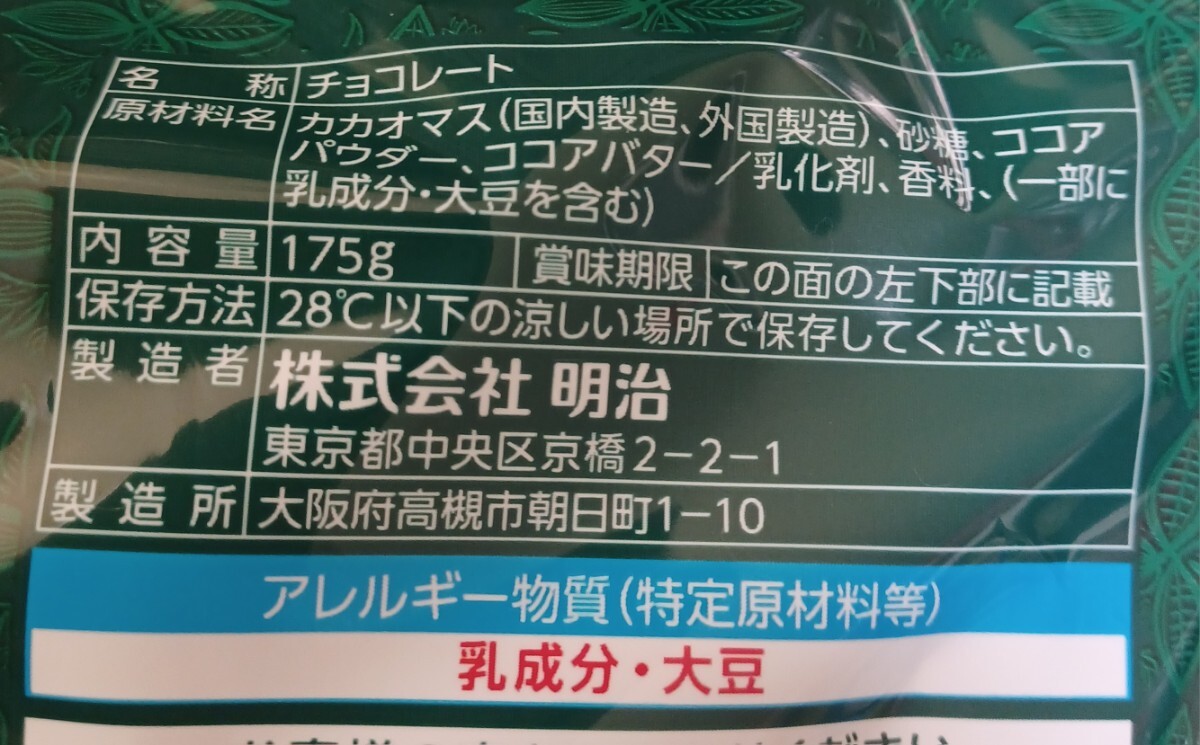 名称 チョコレート
原材料名 カカオマス(国内製造、外国製造)、砂糖、ココア
パウダー、ココアバター/乳化剤、香料、(一部に
乳成分・大豆を含む)
内容量 175g 賞味期限 この面の左下部に記載
保存方法 28℃以下の涼しい場所で保存してください。
製造者 株式会社 明治
東京都中央区京橋2-2-1
製造所 大阪府高槻市朝日町1-10
アレルギー物質(特定原材料等)
乳成分・大豆